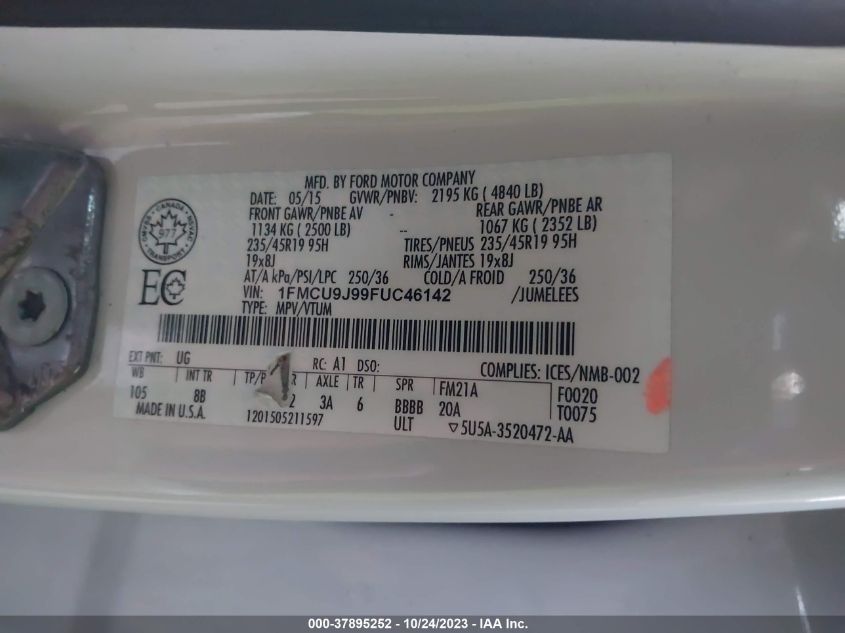 MFD. BY FORD MOTOR COMPANY
DATE: 05/15 GVWR/PNBV: 2195 KG ( 4840 LB)
FRONT GAWR/PNBE AV - REAR GAWR/PNBE AR
1134 KG ( 2500 LB) -- 1067 KG ( 2352 LB)
235/45R19 95H TIRES/PNEUS 235/45R19 95H
19x8J RIMS/JANTES 19x8J
AT/A kPa/PSI/LPC 250/36 COLD/A FROID 250/36
VIN: 1FMCU9J99FUC46142 /JUMELEES
TYPE: MPV/VTUM
CANADA
977
TRANSPORT
EC
EXT PNT: UG RC: A1 DSO: COMPLIES: ICES/NMB-002
WB INT TR TP/P R AXLE TR SPR FM21A F0020
105 8B 2 3A 6 BBBB 20A T0075
MADE IN U.S.A. 1201505211597 ULT ▽5U5A-3520472-AA
000-37895252 - 10/24/2023 - IAA Inc.